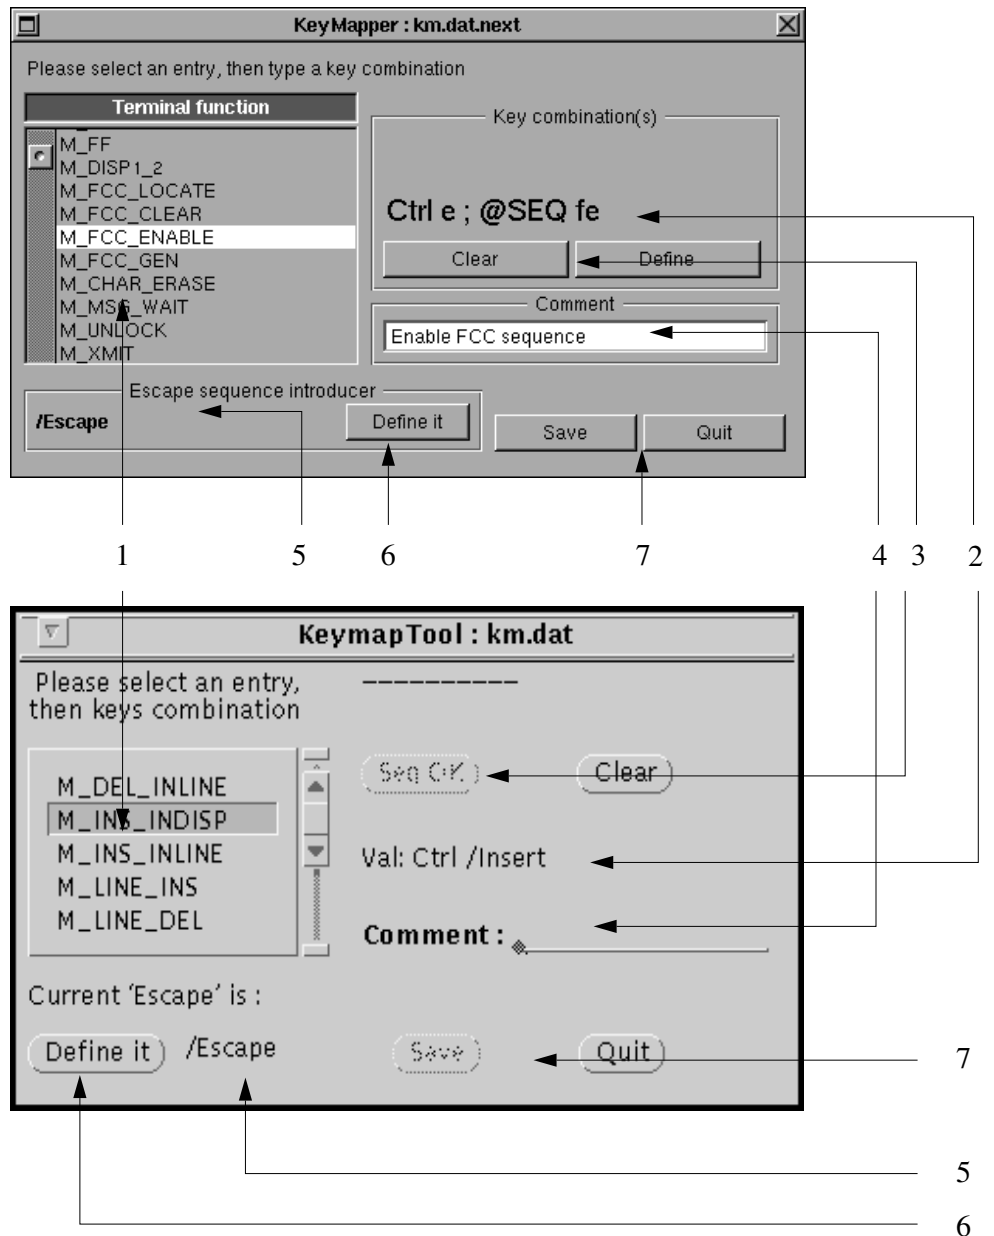 KeyMapper : km.dat.next
Please select an entry, then type a key combination
Terminal function
Key combination(s)
M_FF
M_DISP1_2
M_FCC_LOCATE
M_FCC_CLEAR
Ctrl e ; @SEQ fe
M_FCC_ENABLE
M_FCC_GEN
Clear Define
M_CHAR_ERASE
M_MSG_WAIT
Comment
M_UNLOCK
Enable FCC sequence
M_XMIT
Escape sequence introducer
/Escape Define it Save Quit
1 5 6 7 4 3 2
KeymapTool : km.dat
Please select an entry, ----------
then keys combination
Seq OK Clear
M_DEL_INLINE
M_INS_INDISP
M_INS_INLINE Val: Ctrl /Insert
M_LINE_INS
M_LINE_DEL Comment :
Current 'Escape' is :
Define it /Escape Save Quit 7
5
6